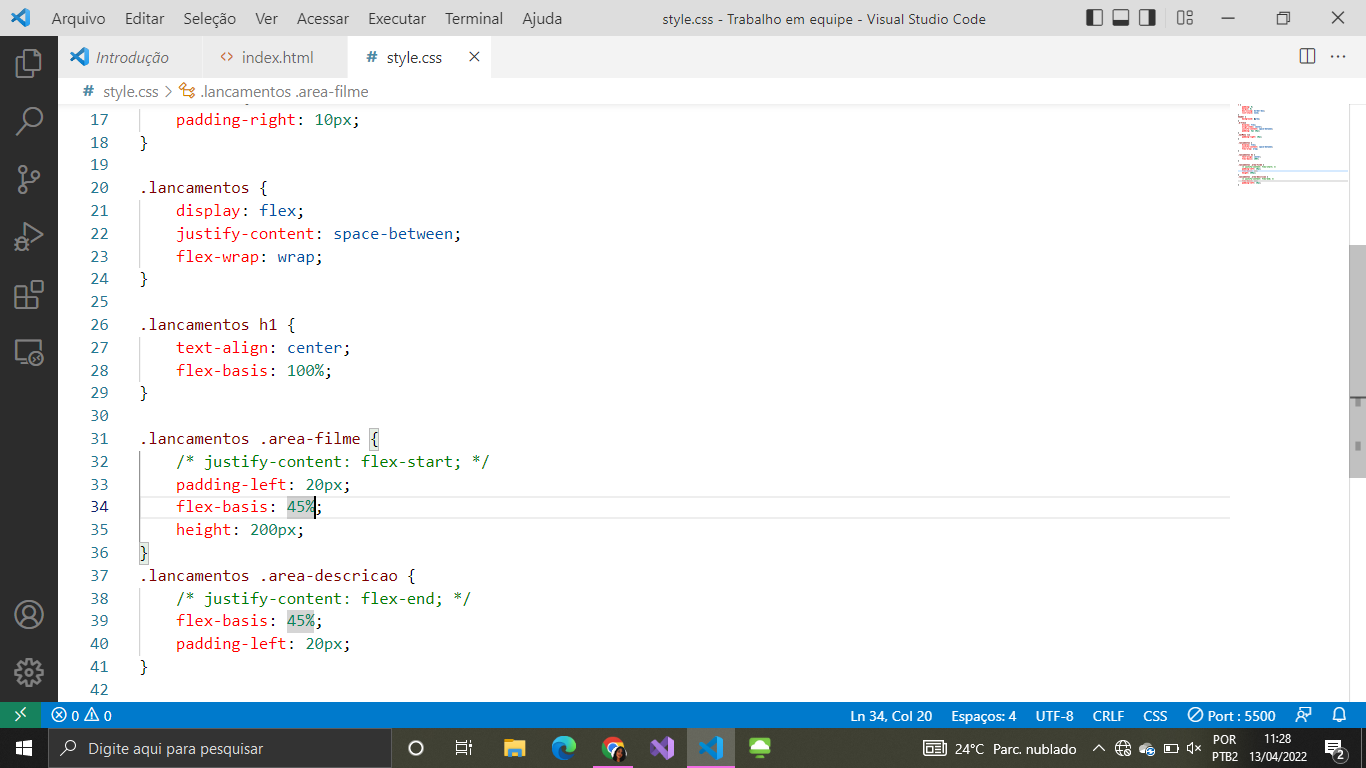 Arquivo Editar Seleção Ver Acessar Executar Terminal Ajuda style.css - Trabalho em equipe - Visual Studio Code
Introdução index.html # style.css
# style.css > .lancamentos .area-filme
17 padding-right: 10px;
18 }
19
20 .lancamentos {
21 display: flex;
22 justify-content: space-between;
23 flex-wrap: wrap;
24 }
25
26 .lancamentos h1 {
27 text-align: center;
28 flex-basis: 100%;
29 }
30
31 .lancamentos .area-filme {
32 /* justify-content: flex-start; */
33 padding-left: 20px;
34 flex-basis: 45%;
35 height: 200px;
36 }
37 .lancamentos .area-descricao {
38 /* justify-content: flex-end; */
39 flex-basis: 45%;
40 padding-left: 20px;
41 }
42
0 0 Ln 34, Col 20 Espaços: 4 UTF-8 CRLF CSS Port : 5500
Digite aqui para pesquisar 24°C Parc. nublado POR 11:28
PTB2 13/04/2022 2